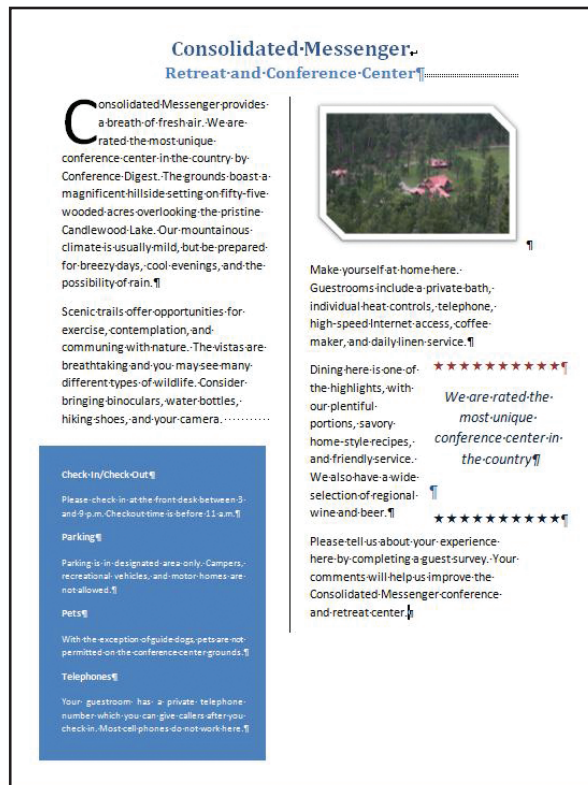 Consolidated Messenger
Retreat and Conference Center¶
Consolidated Messenger provides
a breath of fresh air. We are
rated the most unique
conference center in the country by
Conference Digest. The grounds boast a
magnificent hillside setting on fifty-five
wooded acres overlooking the pristine
Candlewood Lake. Our mountainous
climate is usually mild, but be prepared
for breezy days, cool evenings, and the
possibility of rain.¶
Scenic trails offer opportunities for
exercise, contemplation, and
communing with nature. The vistas are
breathtaking and you may see many
different types of wildlife. Consider
bringing binoculars, water bottles,
hiking shoes, and your camera.
Check-In/Check Out¶
Please check in at the front desk between 3
and 9 p.m. Checkout time is before 11 a.m.¶
Parking¶
Parking is in designated area only. Campers,
recreational vehicles, and motor homes are
not allowed.¶
Pets¶
With the exception of guide dogs, pets are not
permitted on the conference center grounds.¶
Telephones¶
Your guestroom has a private telephone
number which you can give callers after you
check in. Most cell phones do not work here.¶
¶
Make yourself at home here.
Guestrooms include a private bath,
individual heat controls, telephone,
high-speed Internet access, coffee
maker, and daily linen service.¶
Dining here is one of
the highlights, with
our plentiful
portions, savory
home-style recipes,
and friendly service.
We also have a wide
selection of regional
wine and beer.¶
★★★★★★★★★★¶
We are rated the
most unique
conference center in
the country¶
¶
★★★★★★★★★★¶
Please tell us about your experience
here by completing a guest survey. Your
comments will help us improve the
Consolidated Messenger conference
and retreat center.¶